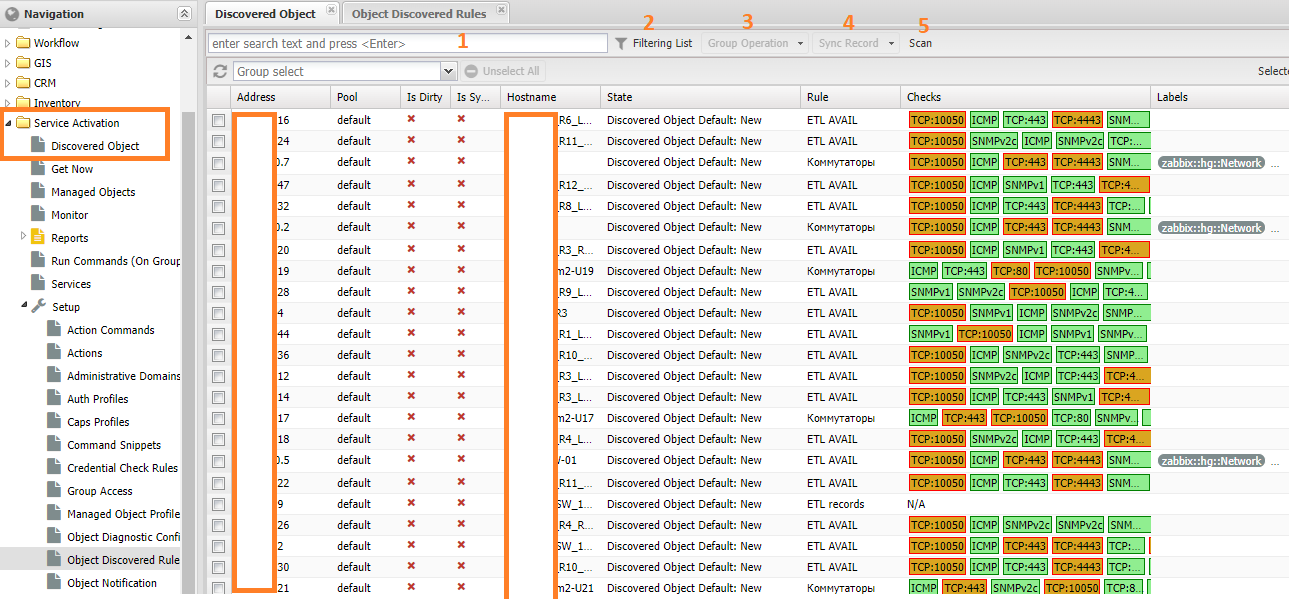 Navigation
Workflow
GIS
CRM
Inventory
Service Activation
Discovered Object
Get Now
Managed Objects
Monitor
Reports
Run Commands (On Group
Services
Setup
Action Commands
Actions
Administrative Domains
Auth Profiles
Caps Profiles
Command Snippets
Credential Check Rules
Group Access
Managed Object Profile
Object Diagnostic Confi
Object Discovered Rule
Object Notification
Discovered Object Object Discovered Rules
1 2 3 4 5
enter search text and press <Enter> Filtering List Group Operation Sync Record Scan
Group select Unselect All Select
Address Pool Is Dirty Is Sy... Hostname State Rule Checks Labels
16 default _R6_L... Discovered Object Default: New ETL AVAIL TCP:10050 ICMP TCP:443 TCP:4443 SNM...
24 default _R11_... Discovered Object Default: New ETL AVAIL TCP:10050 SNMPv2c ICMP SNMPv2c TCP:...
0.7 default Discovered Object Default: New Коммутаторы TCP:10050 ICMP TCP:443 TCP:4443 SNM... zabbix::hg::Network ...
47 default _R12_... Discovered Object Default: New ETL AVAIL TCP:10050 ICMP SNMPv1 TCP:443 TCP:4...
32 default _R8_L... Discovered Object Default: New ETL AVAIL TCP:10050 ICMP TCP:443 TCP:4443 TCP:...
0.2 default Discovered Object Default: New Коммутаторы TCP:10050 ICMP TCP:443 TCP:4443 SNM... zabbix::hg::Network ...
20 default _R3_R... Discovered Object Default: New ETL AVAIL TCP:10050 ICMP SNMPv1 TCP:443 TCP:4...
19 default m2-U19 Discovered Object Default: New Коммутаторы ICMP TCP:443 TCP:80 TCP:10050 SNMPv...
28 default _R9_L... Discovered Object Default: New ETL AVAIL SNMPv1 SNMPv2c TCP:10050 ICMP TCP:4...
4 default R3 Discovered Object Default: New ETL AVAIL TCP:10050 SNMPv1 ICMP SNMPv2c SNMP...
44 default _R1_L... Discovered Object Default: New ETL AVAIL SNMPv1 TCP:10050 ICMP SNMPv1 SNMPv...
36 default _R10_... Discovered Object Default: New ETL AVAIL TCP:10050 ICMP SNMPv2c TCP:443 SNMP...
12 default _R3_L... Discovered Object Default: New ETL AVAIL TCP:10050 SNMPv2c ICMP TCP:443 TCP:4...
14 default _R3_L... Discovered Object Default: New ETL AVAIL TCP:10050 ICMP TCP:443 SNMPv1 TCP:4...
17 default m2-U17 Discovered Object Default: New Коммутаторы ICMP TCP:443 TCP:10050 TCP:80 SNMPv...
18 default _R4_L... Discovered Object Default: New ETL AVAIL TCP:10050 SNMPv2c ICMP TCP:443 TCP:4...
0.5 default -01 Discovered Object Default: New Коммутаторы TCP:10050 ICMP TCP:443 TCP:4443 SNM... zabbix::hg::Network ...
22 default _R11_... Discovered Object Default: New ETL AVAIL TCP:10050 ICMP TCP:443 TCP:4443 SNM...
9 default SW_1... Discovered Object Default: New ETL records N/A
26 default _R4_R... Discovered Object Default: New ETL AVAIL TCP:10050 ICMP SNMPv2c SNMPv2c SNM...
2 default SW_1... Discovered Object Default: New ETL AVAIL TCP:10050 ICMP TCP:443 TCP:4443 TCP:...
30 default _R10_... Discovered Object Default: New ETL AVAIL TCP:10050 ICMP TCP:443 TCP:4443 TCP:...
21 default m2-U21 Discovered Object Default: New Коммутаторы ICMP TCP:443 SNMPv2c TCP:10050 TCP:8...